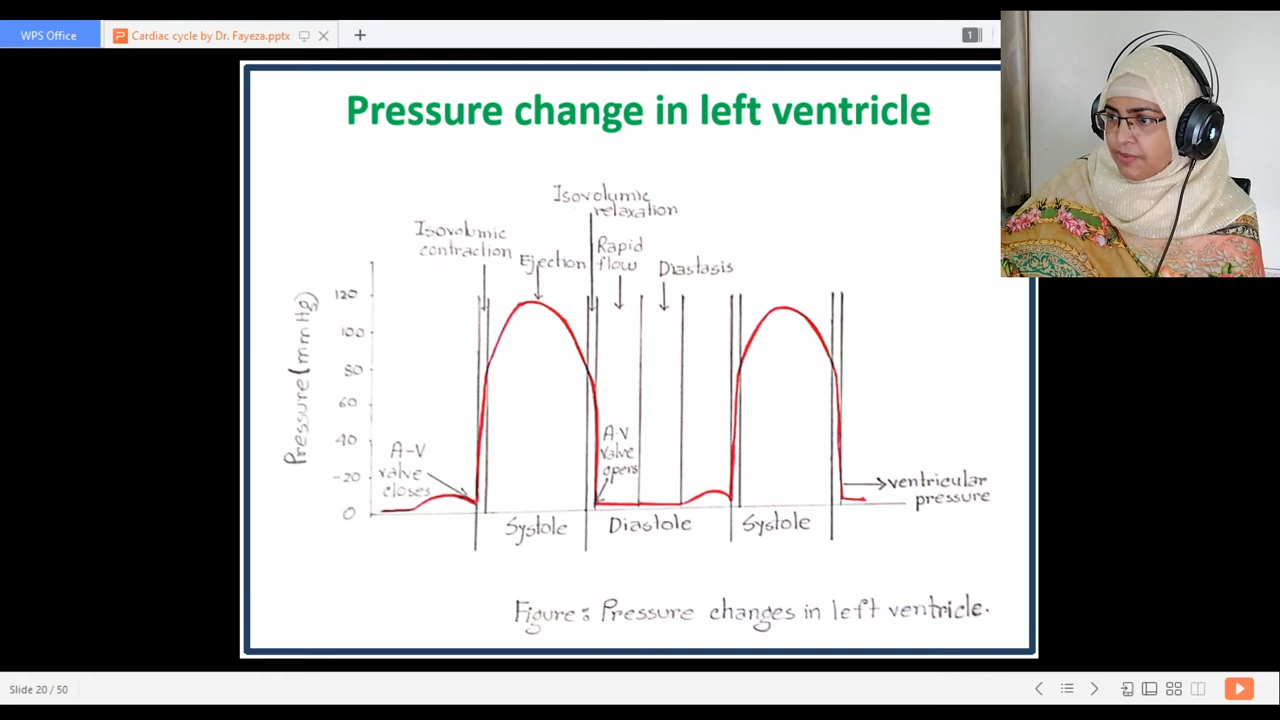 WPS Office
Cardiac cycle by Dr. Fayeza.pptx
1
Pressure change in left ventricle
Isovolumic
relaxation
Isovolumic
contraction
Ejection
Rapid
flow
Diastasis
Pressure (mmHg)
120
100
80
60
40
20
0
A-V
valve
closes
A-V
valve
opens
ventricular
pressure
Systole
Diastole
Systole
Figure: Pressure changes in left ventricle.
Slide 20 / 50